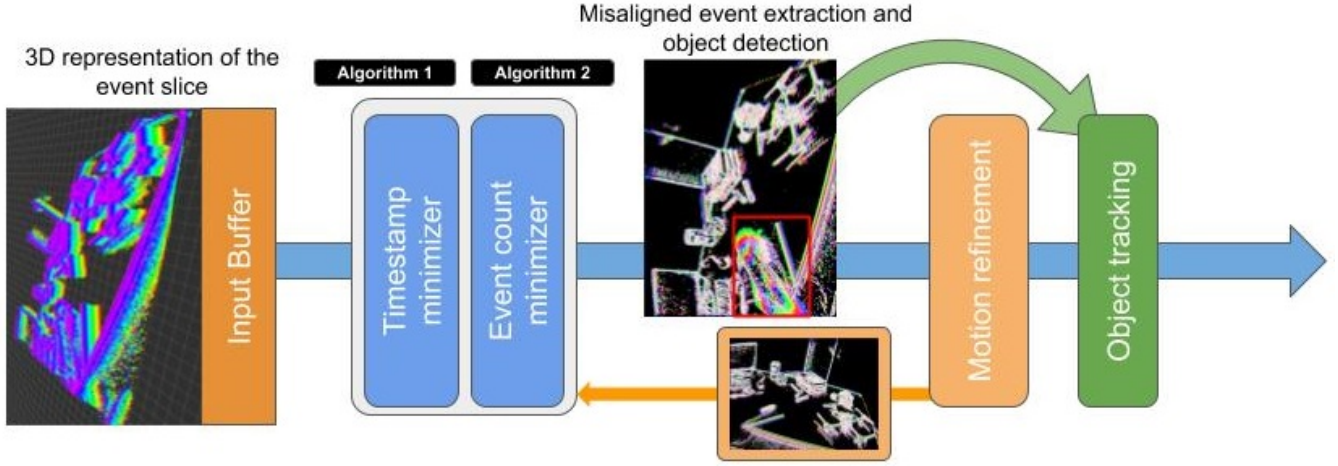 3D representation of the
event slice
Algorithm 1
Algorithm 2
Misaligned event extraction and
object detection
Input Buffer
Timestamp
minimizer
Event count
minimizer
Motion refinement
Object tracking